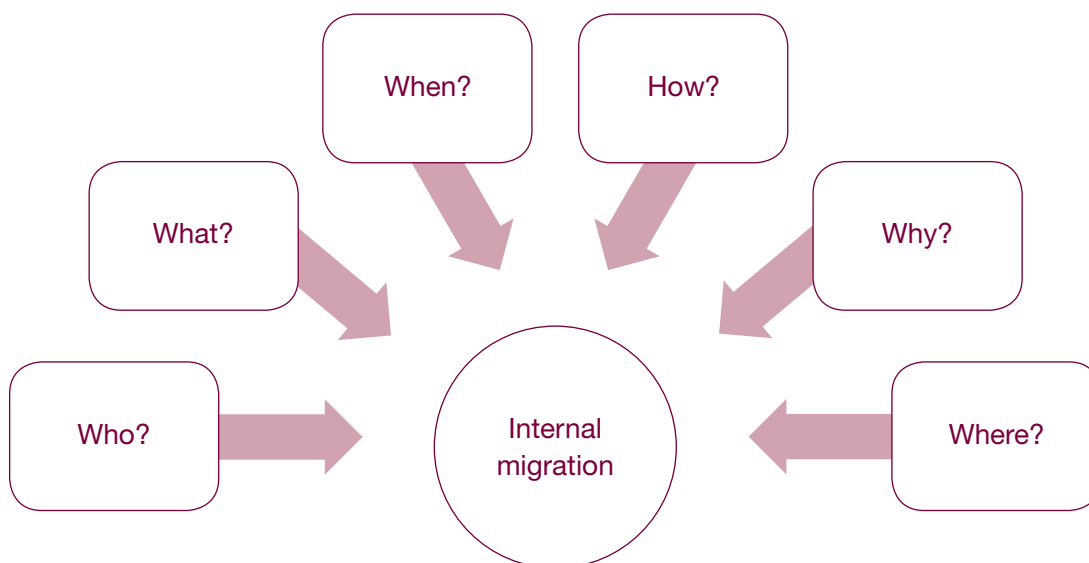 When?
How?
What?
Why?
Who?
Internal
migration
Where?